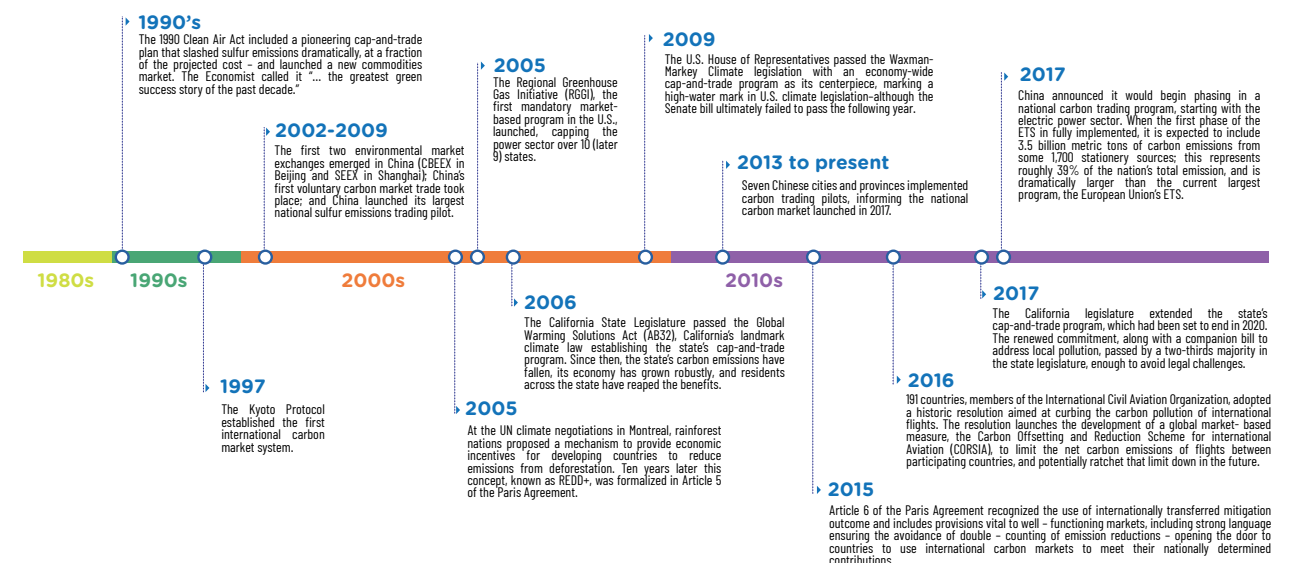 1990's
The 1990 Clean Air Act included a pioneering cap-and-trade
plan that slashed sulfur emissions dramatically, at a fraction
of the projected cost – and launched a new commodities
market. The Economist called it “... the greatest green
success story of the past decade.”
2002-2009
The first two environmental market
exchanges emerged in China (CBEEX in
Beijing and SEEX in Shanghai); China's
first voluntary carbon market trade took
place; and China launched its largest
national sulfur emissions trading pilot.
2005
The Regional Greenhouse
Gas Initiative (RGGI), the
first mandatory market-
based program in the U.S.,
launched, capping the
power sector over 10 (later
9) states.
2009
The U.S. House of Representatives passed the Waxman-
Markey Climate legislation with an economy-wide
cap-and-trade program as its centerpiece, marking a
high-water mark in U.S. climate legislation–although the
Senate bill ultimately failed to pass the following year.
2013 to present
Seven Chinese cities and provinces implemented
carbon trading pilots, informing the national
carbon market launched in 2017.
2017
China announced it would begin phasing in a
national carbon trading program, starting with the
electric power sector. When the first phase of the
ETS in fully implemented, it is expected to include
3.5 billion metric tons of carbon emissions from
some 1,700 stationery sources; this represents
roughly 39% of the nation's total emission, and is
dramatically larger than the current largest
program, the European Union's ETS.
1980s
1990s
2000s
2010s
1997
The Kyoto Protocol
established the first
international carbon
market system.
2005
At the UN climate negotiations in Montreal, rainforest
nations proposed a mechanism to provide economic
incentives for developing countries to reduce
emissions from deforestation. Ten years later this
concept, known as REDD+, was formalized in Article 5
of the Paris Agreement.
2006
The California State Legislature passed the Global
Warming Solutions Act (AB32), California's landmark
climate law establishing the state's cap-and-trade
program. Since then, the state's carbon emissions have
fallen, its economy has grown robustly, and residents
across the state have reaped the benefits.
2015
Article 6 of the Paris Agreement recognized the use of internationally transferred mitigation
outcome and includes provisions vital to well – functioning markets, including strong language
ensuring the avoidance of double – counting of emission reductions – opening the door to
countries to use international carbon markets to meet their nationally determined
contributions.
2016
191 countries, members of the International Civil Aviation Organization, adopted
a historic resolution aimed at curbing the carbon pollution of international
flights. The resolution launches the development of a global market- based
measure, the Carbon Offsetting and Reduction Scheme for international
Aviation (CORSIA), to limit the net carbon emissions of flights between
participating countries, and potentially ratchet that limit down in the future.
2017
The California legislature extended the state's
cap-and-trade program, which had been set to end in 2020.
The renewed commitment, along with a companion bill to
address local pollution, passed by a two-thirds majority in
the state legislature, enough to avoid legal challenges.